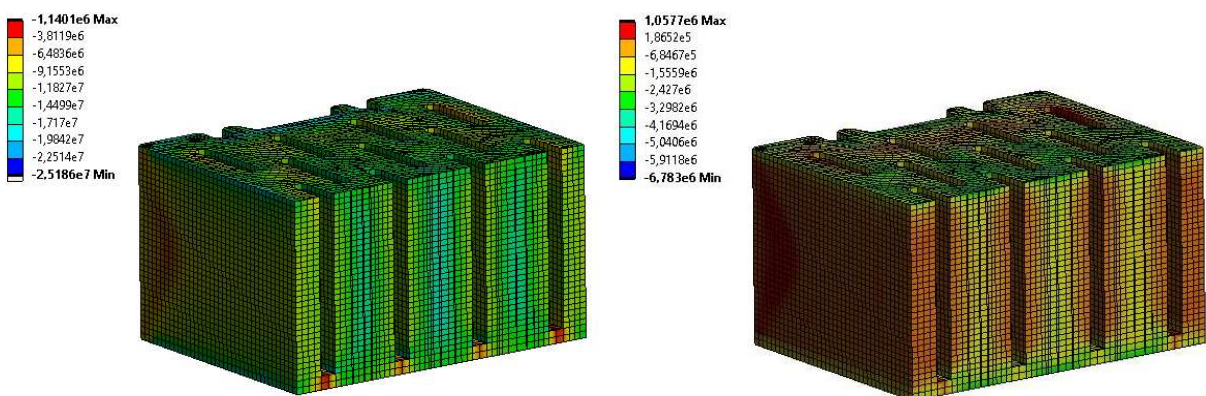 -1,1401e6 Max
-3,8119e6
-6,4836e6
-9,1553e6
-1,1827e7
-1,4499e7
-1,717e7
-1,9842e7
-2,2514e7
-2,5186e7 Min
1,0577e6 Max
1,8652e5
-6,8467e5
-1,5559e6
-2,427e6
-3,2982e6
-4,1694e6
-5,0406e6
-5,9118e6
-6,783e6 Min